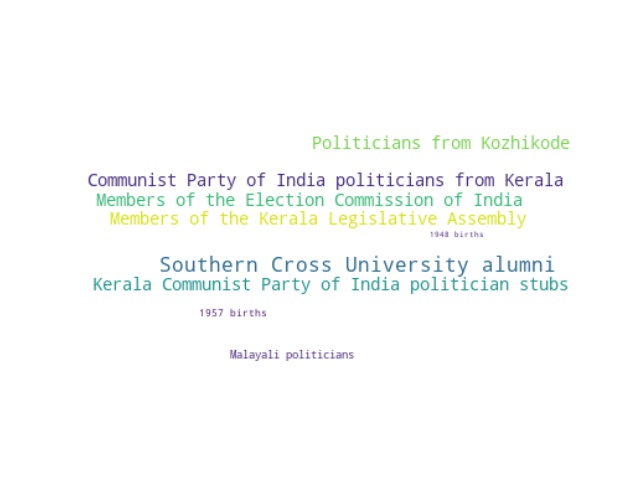 Politicians from Kozhikode
Communist Party of India politicians from Kerala
Members of the Election Commission of India
Members of the Kerala Legislative Assembly
1948 births
Southern Cross University alumni
Kerala Communist Party of India politician stubs
1957 births
Malayali politicians